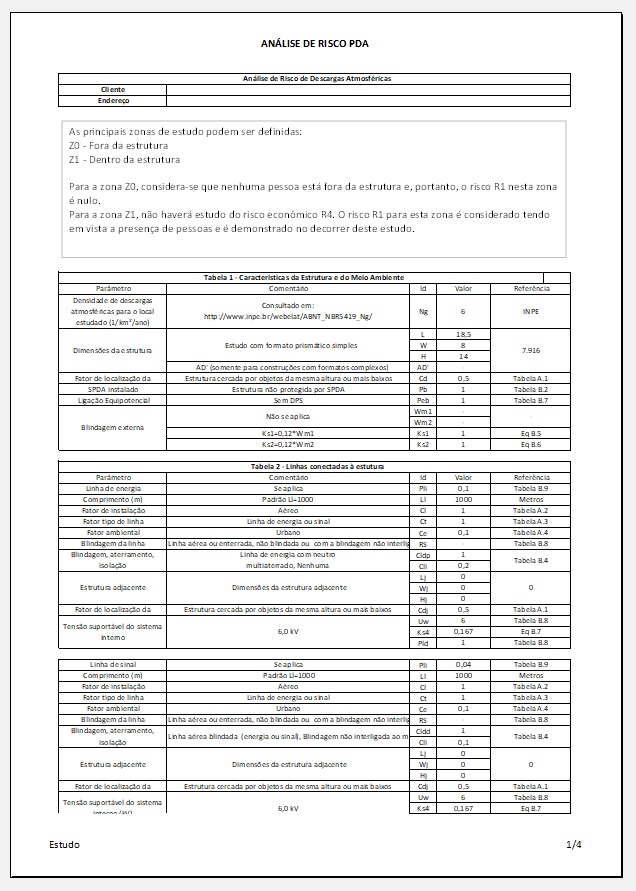 ANÁLISE DE RISCO PDA
Análise de Risco de Descargas Atmosféricas
Cliente
Endereço
As principais zonas de estudo podem ser definidas:
Z0 - Fora da estrutura
Z1 - Dentro da estrutura
Para a zona Z0, considera-se que nenhuma pessoa está fora da estrutura e, portanto, o risco R1 nesta zona
é nulo.
Para a zona Z1, não haverá estudo do risco econômico R4. O risco R1 para esta zona é considerado tendo
em vista a presença de pessoas e é demonstrado no decorrer deste estudo.
Tabela 1 - Características da Estrutura e do Meio Ambiente
Parâmetro Comentário Id Valor Referência
Densidade de descargas
atmosféricas para o local
estudado (1/km²/ano)
Consultado em:
http://www.inpe.br/webelat/ABNT_NBR5419_Ng/
Ng 6 INPE
Dimensões da estrutura
Estudo com formato prismático simples
L 18,5
W 8
H 14
7.916
AD' (somente para construções com formatos complexos) AD' -
Fator de localização da Estrutura cercada por objetos da mesma altura ou mais baixos Cd 0,5 Tabela A.1
SPDA instalado Estrutura não protegida por SPDA Pb 1 Tabela B.2
Ligação Equipotencial Sem DPS Peb 1 Tabela B.7
Blindagem externa
Não se aplica
Wm1 -
Wm2 -
-
Ks1=0,12*Wm1 Ks1 1 Eq B.5
Ks2=0,12*Wm2 Ks2 1 Eq B.6
Tabela 2 - Linhas conectadas à estutura
Parâmetro Comentário Id Valor Referência
Linha de energia Se aplica Pli 0,1 Tabela B.9
Comprimento (m) Padrão Ll=1000 Ll 1000 Metros
Fator de instalação Aéreo Cl 1 Tabela A.2
Fator tipo de linha Linha de energia ou sinal Ct 1 Tabela A.3
Fator ambiental Urbano Ce 0,1 Tabela A.4
Blindagem da linha Linha aérea ou enterrada, não blindada ou com a blindagem não interlig RS - Tabela B.8
Blindagem, aterramento,
isolação
Linha de energia com neutro
multiaterrado, Nenhuma
Cldp 1
Cli 0,2
Tabela B.4
Estrutura adjacente Dimensões da estrutura adjacente
Lj 0
Wj 0
Hj 0
0
Fator de localização da Estrutura cercada por objetos da mesma altura ou mais baixos Cdj 0,5 Tabela A.1
Tensão suportável do sistema
interno
6,0 kV
Uw 6 Tabela B.8
Ks4 0,167 Eq B.7
Pld 1 Tabela B.8
Linha de sinal Se aplica Pli 0,04 Tabela B.9
Comprimento (m) Padrão Ll=1000 Ll 1000 Metros
Fator de instalação Aéreo Cl 1 Tabela A.2
Fator tipo de linha Linha de energia ou sinal Ct 1 Tabela A.3
Fator ambiental Urbano Ce 0,1 Tabela A.4
Blindagem da linha Linha aérea ou enterrada, não blindada ou com a blindagem não interlig RS - Tabela B.8
Blindagem, aterramento,
isolação
Linha aérea blindada (energia ou sinal), Blindagem não interligada ao m
Cldd 1
Cli 0,1
Tabela B.4
Estrutura adjacente Dimensões da estrutura adjacente
Lj 0
Wj 0
Hj 0
0
Fator de localização da Estrutura cercada por objetos da mesma altura ou mais baixos Cdj 0,5 Tabela A.1
Tensão suportável do sistema
interno (kV)
6,0 kV
Uw 6 Tabela B.8
Ks4 0,167 Eq B.7
Estudo 1/4